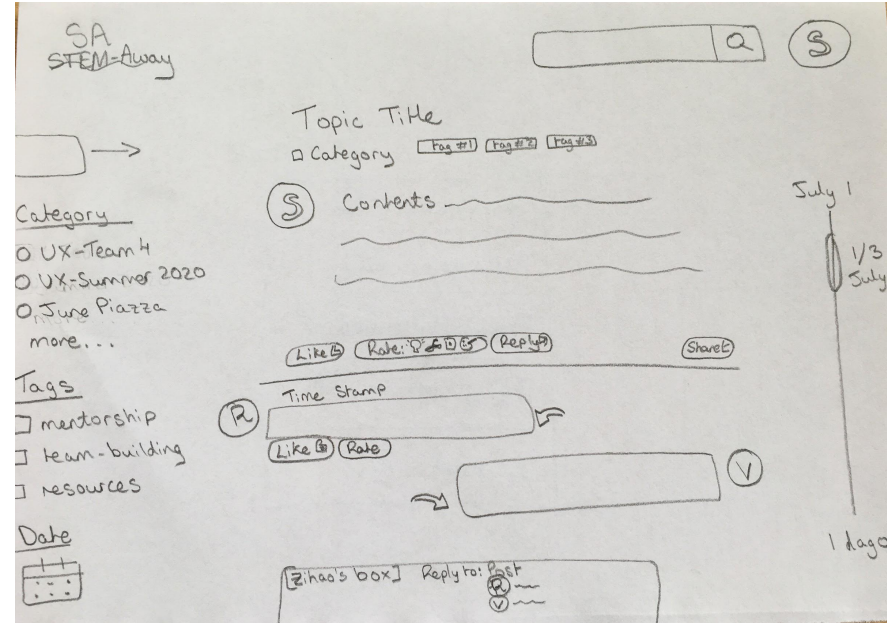 SA
STEM-Away
Q
S
Topic Title
Category
tag #1
tag #2
tag #3
S
Contents
Category
UX-Team 4
UX-Summer 2020
June Piazza
more...
Tags
mentorship
team-building
resources
Date
Like
Rate:
Reply
Share
Time Stamp
R
Like
Rate
V
[Zihao's box]
Reply to: Post
R
V
July 1
1/3
July
1 dago